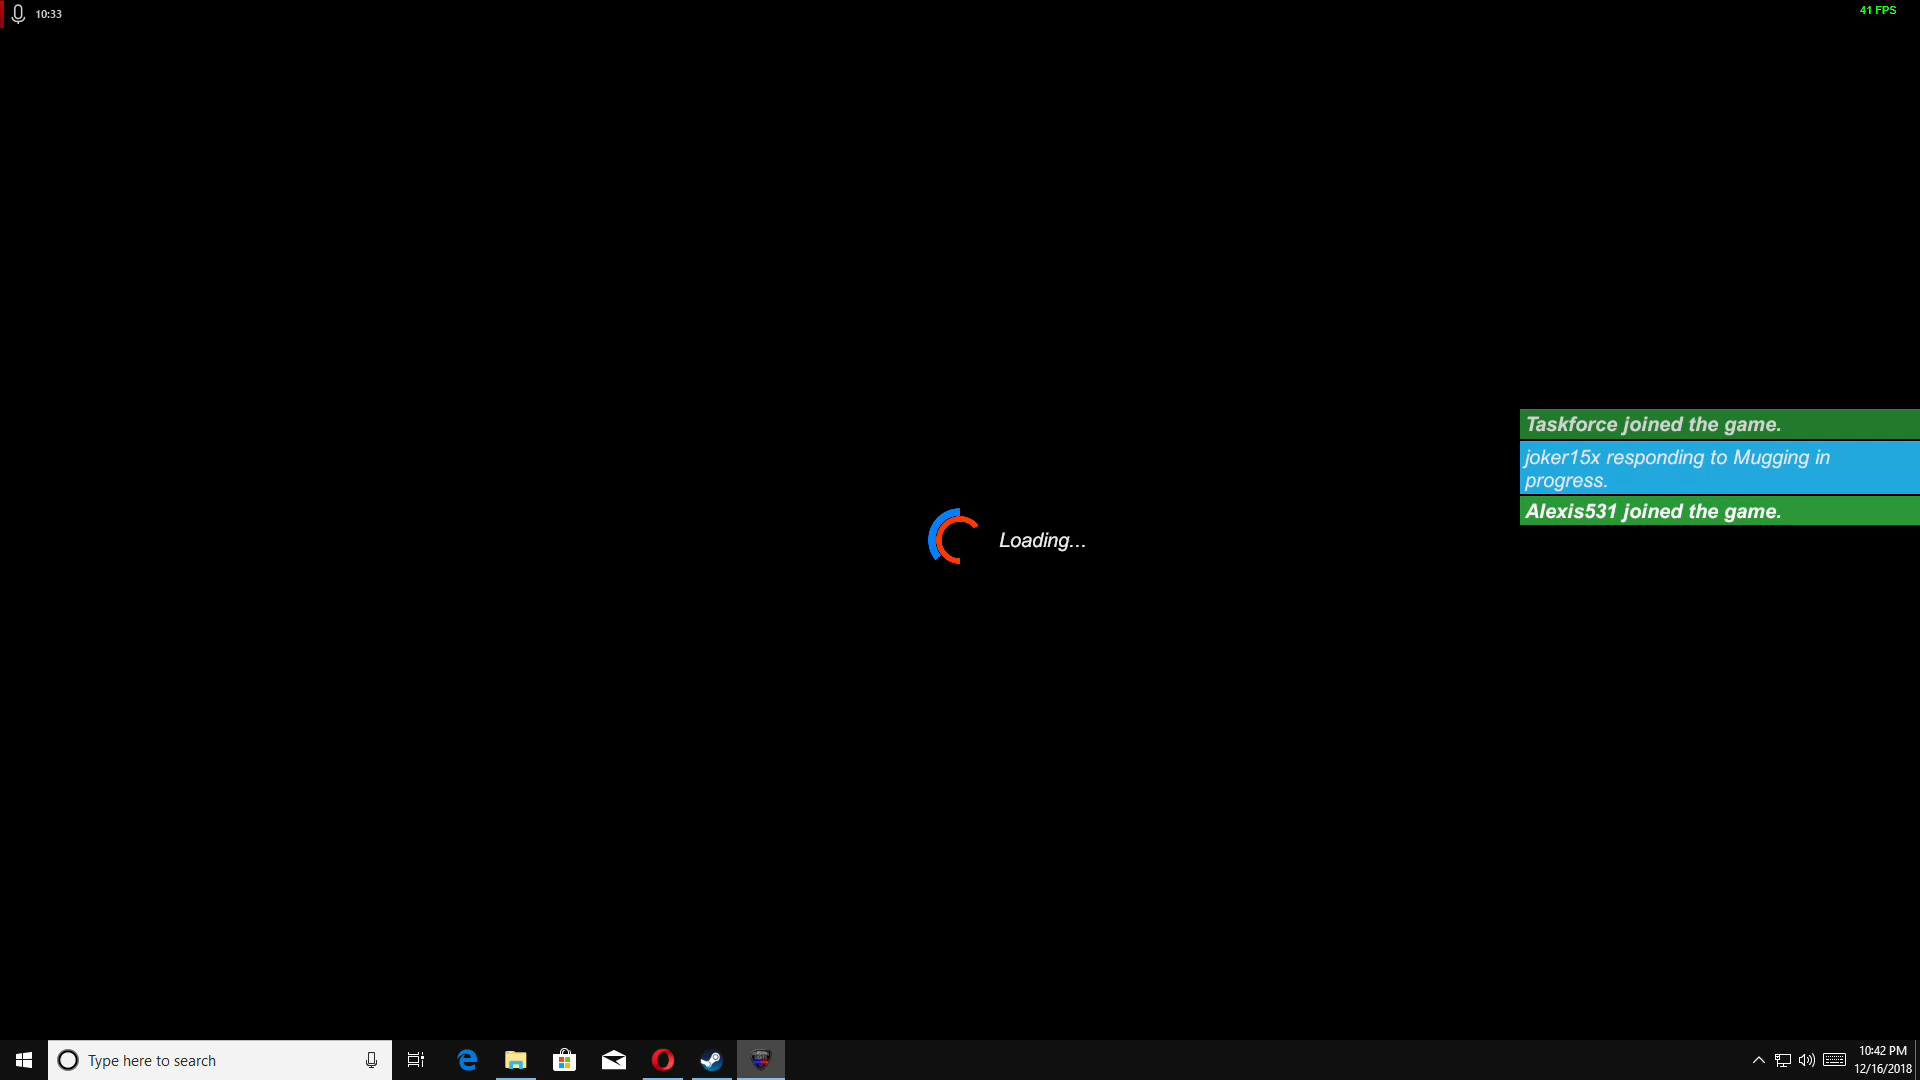 10:33
41 FPS
Taskforce joined the game.
joker15x responding to Mugging in
progress.
Loading...
Alexis531 joined the game.
Type here to search
10:42 PM
12/16/2018